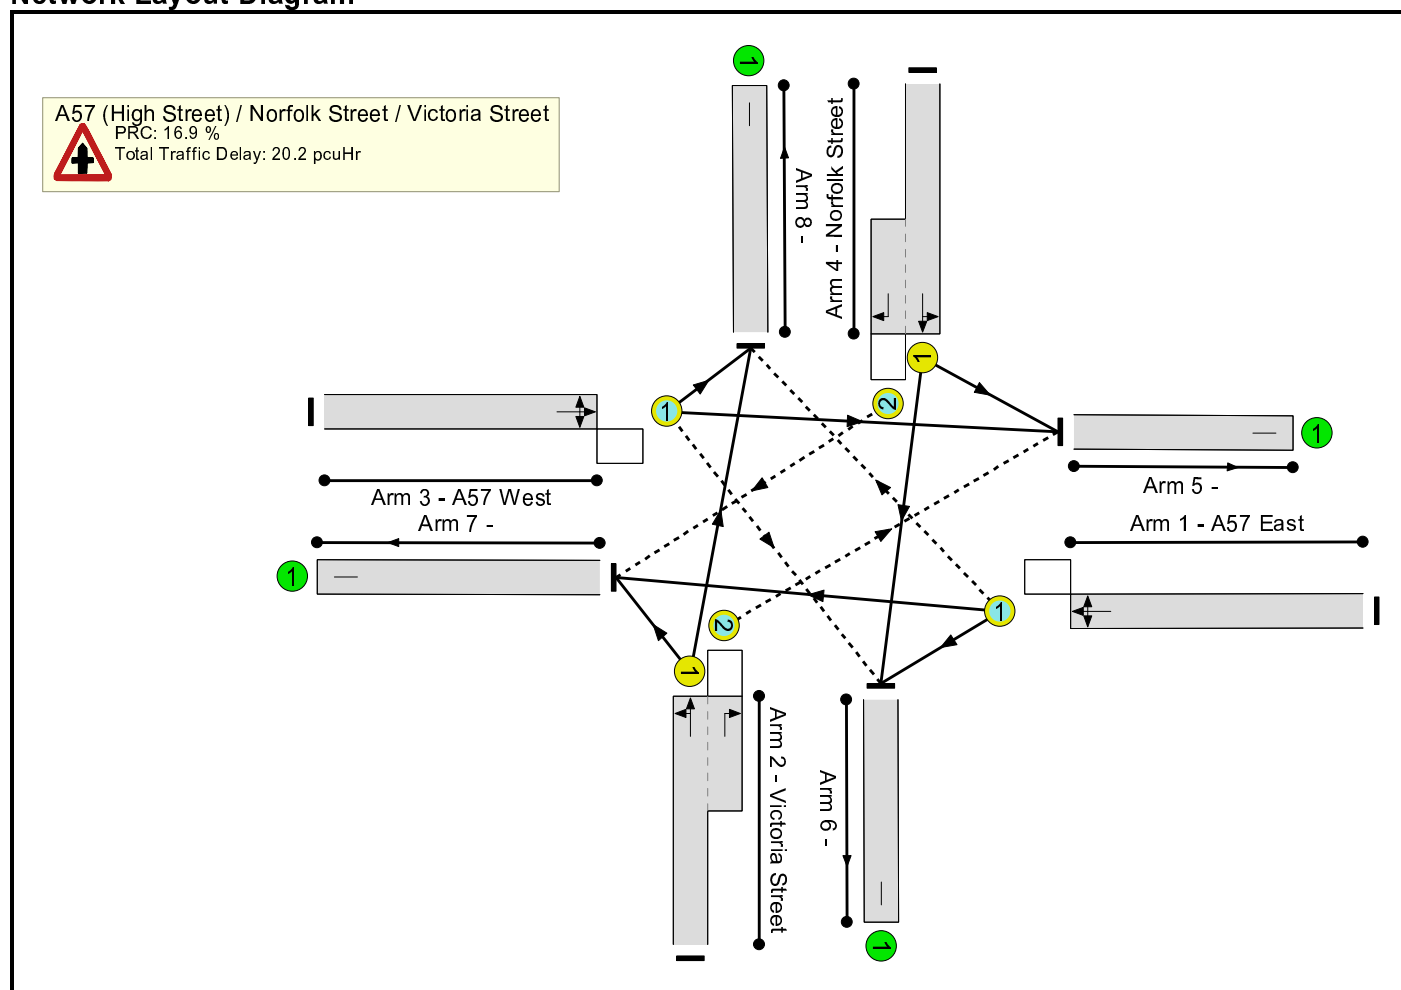 Network Layout Diagram
A57 (High Street) / Norfolk Street / Victoria Street
PRC: 16.9 %
Total Traffic Delay: 20.2 pcuHr
1
Arm 8 -
Arm 4 - Norfolk Street
1
2
1
1
Arm 3 - A57 West
Arm 5 -
Arm 7 -
Arm 1 - A57 East
1
1
2
1
Arm 2 - Victoria Street
Arm 6 -
1